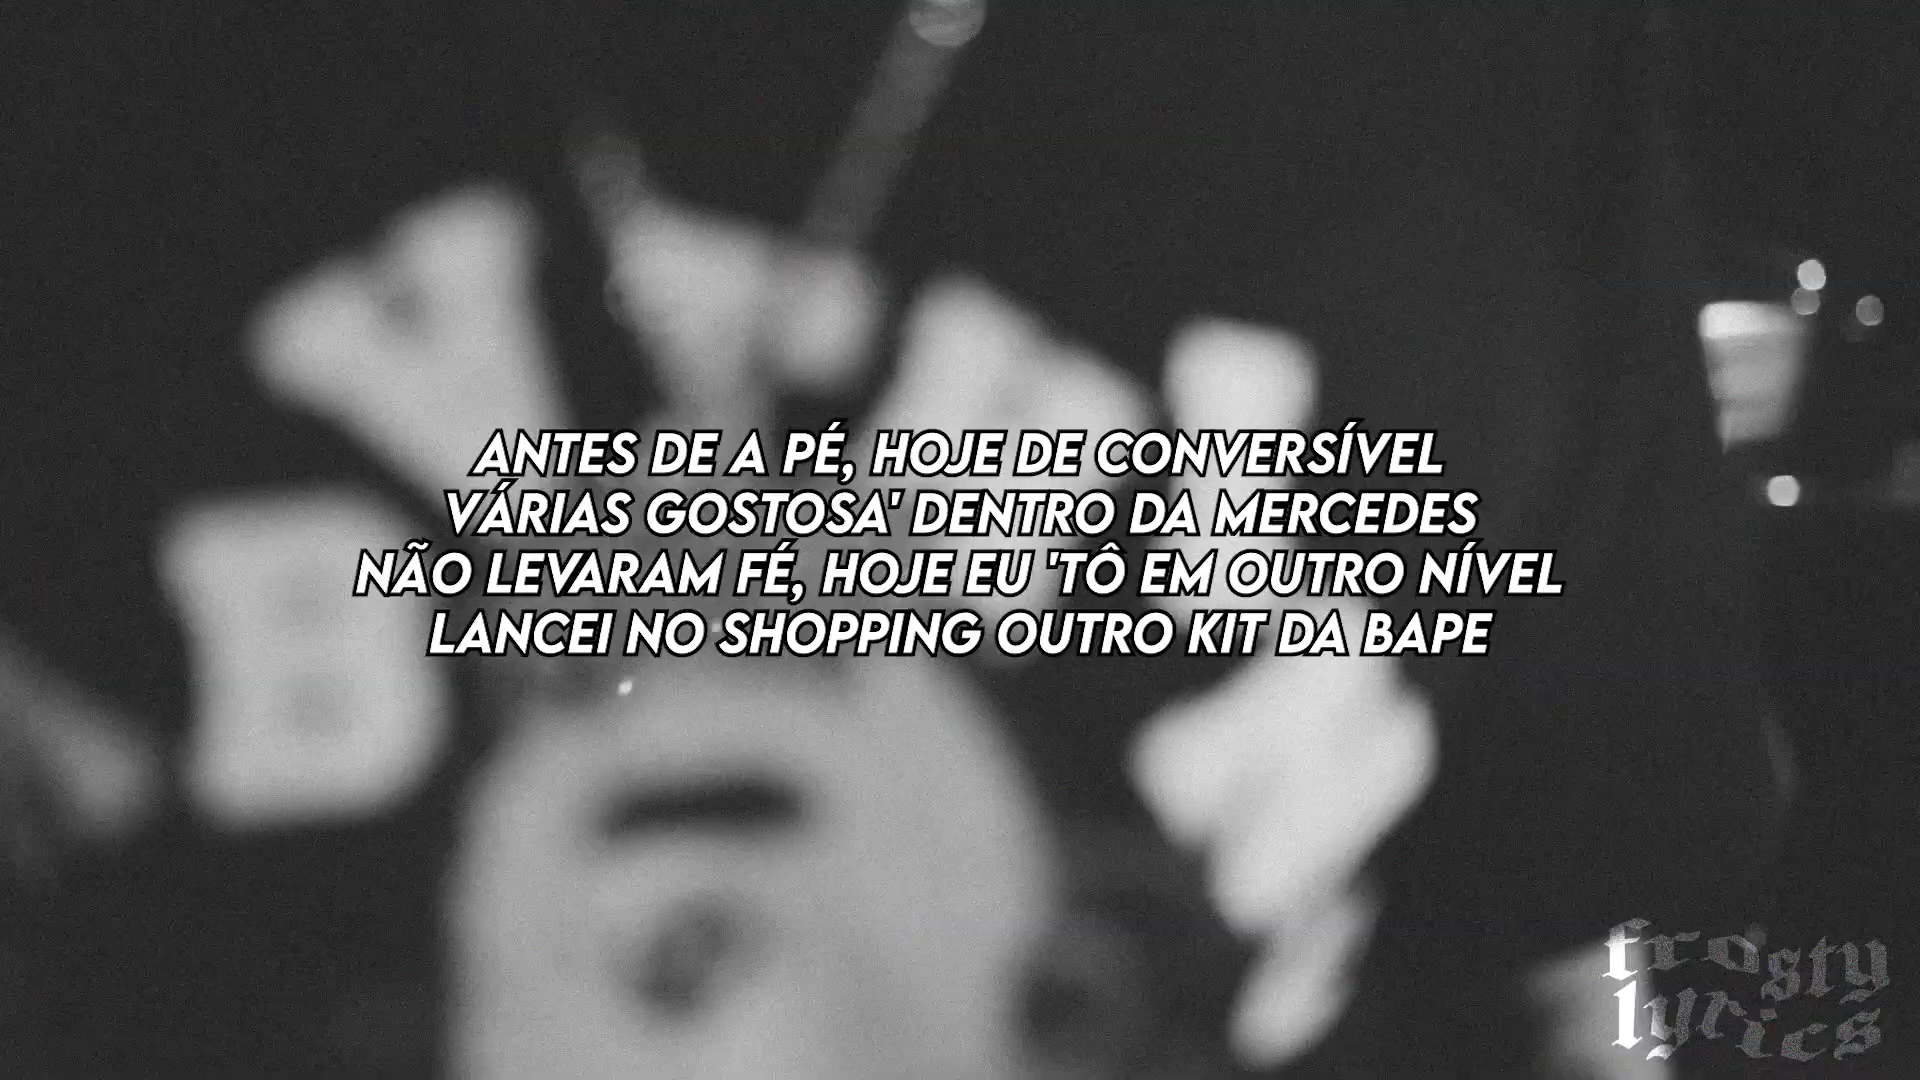 ANTES DE A PÉ, HOJE DE CONVERSÍVEL
VÁRIAS GOSTOSA' DENTRO DA MERCEDES
NÃO LEVARAM FÉ, HOJE EU 'TÔ EM OUTRO NÍVEL
LANCEI NO SHOPPING OUTRO KIT DA BAPE
frosty
lyrics